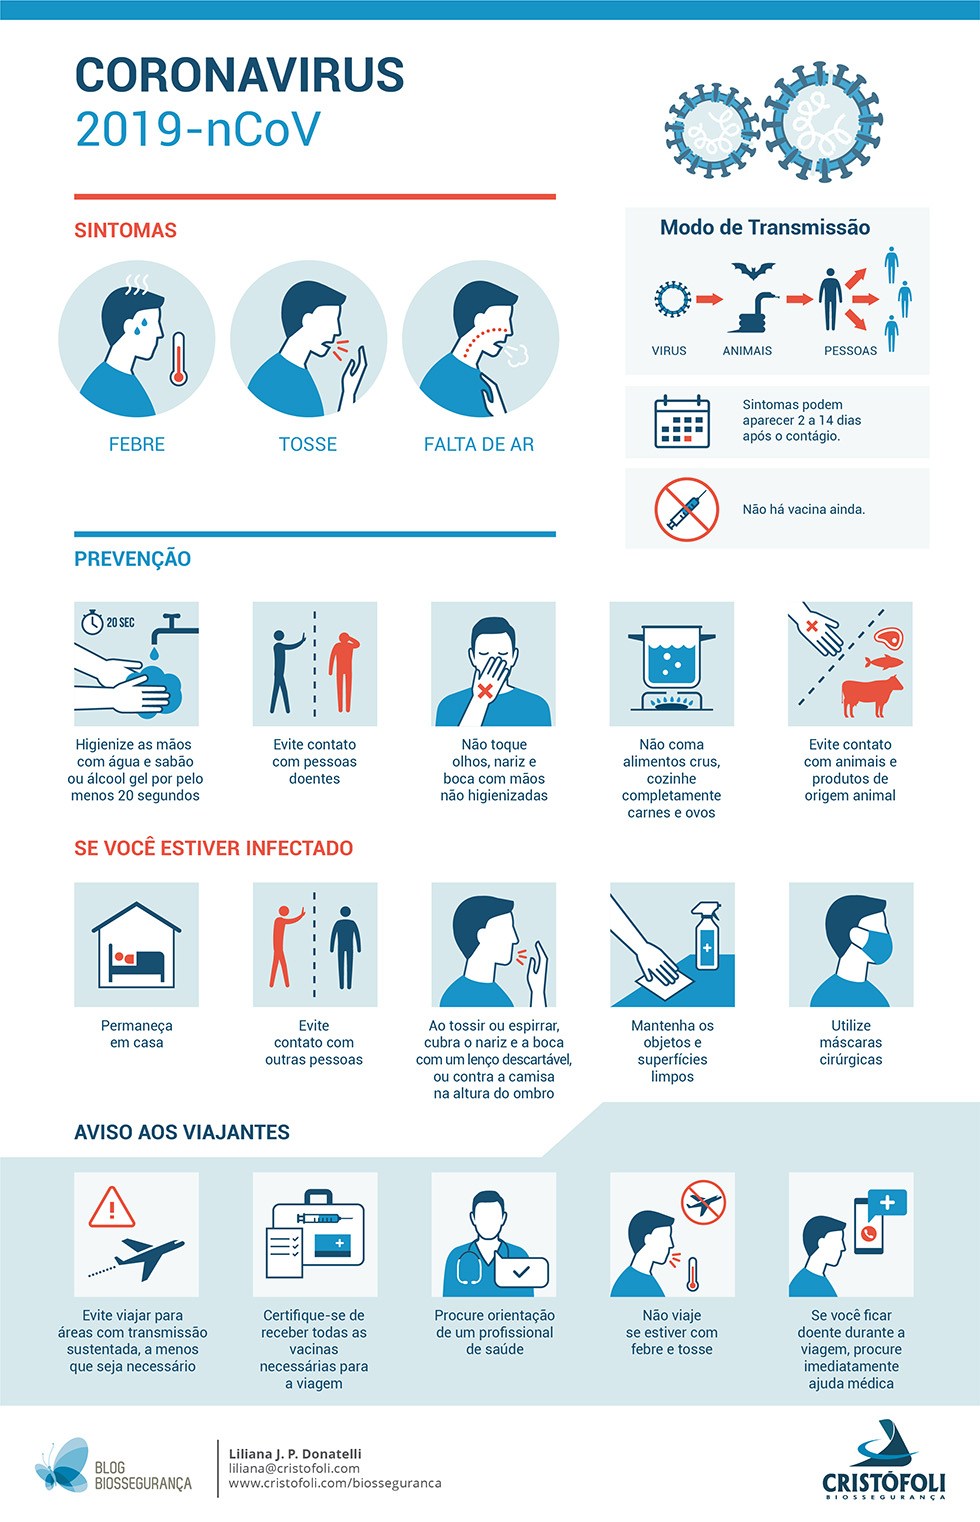 CORONAVIRUS
2019-nCoV
SINTOMAS
FEBRE
TOSSE
FALTA DE AR
Modo de Transmissão
VIRUS
ANIMAIS
PESSOAS
Sintomas podem
aparecer 2 a 14 dias
após o contágio.
Não há vacina ainda.
PREVENÇÃO
20 SEC
Higienize as mãos
com água e sabão
ou álcool gel por pelo
menos 20 segundos
Evite contato
com pessoas
doentes
Não toque
olhos, nariz e
boca com mãos
não higienizadas
Não coma
alimentos crus,
cozinhe
completamente
carnes e ovos
Evite contato
com animais e
produtos de
origem animal
SE VOCÊ ESTIVER INFECTADO
Permaneça
em casa
Evite
contato com
outras pessoas
Ao tossir ou espirrar,
cubra o nariz e a boca
com um lenço descartável,
ou contra a camisa
na altura do ombro
Mantenha os
objetos e
superfícies
limpos
Utilize
máscaras
cirúrgicas
AVISO AOS VIAJANTES
Evite viajar para
áreas com transmissão
sustentada, a menos
que seja necessário
Certifique-se de
receber todas as
vacinas
necessárias para
a viagem
Procure orientação
de um profissional
de saúde
Não viaje
se estiver com
febre e tosse
Se você ficar
doente durante a
viagem, procure
imediatamente
ajuda médica
BLOG
BIOSSEGURANÇA
Liliana J. P. Donatelli
liliana@cristofoli.com
www.cristofoli.com/biosseguranca
CRISTÓFOLI
BIOSSEGURANÇA